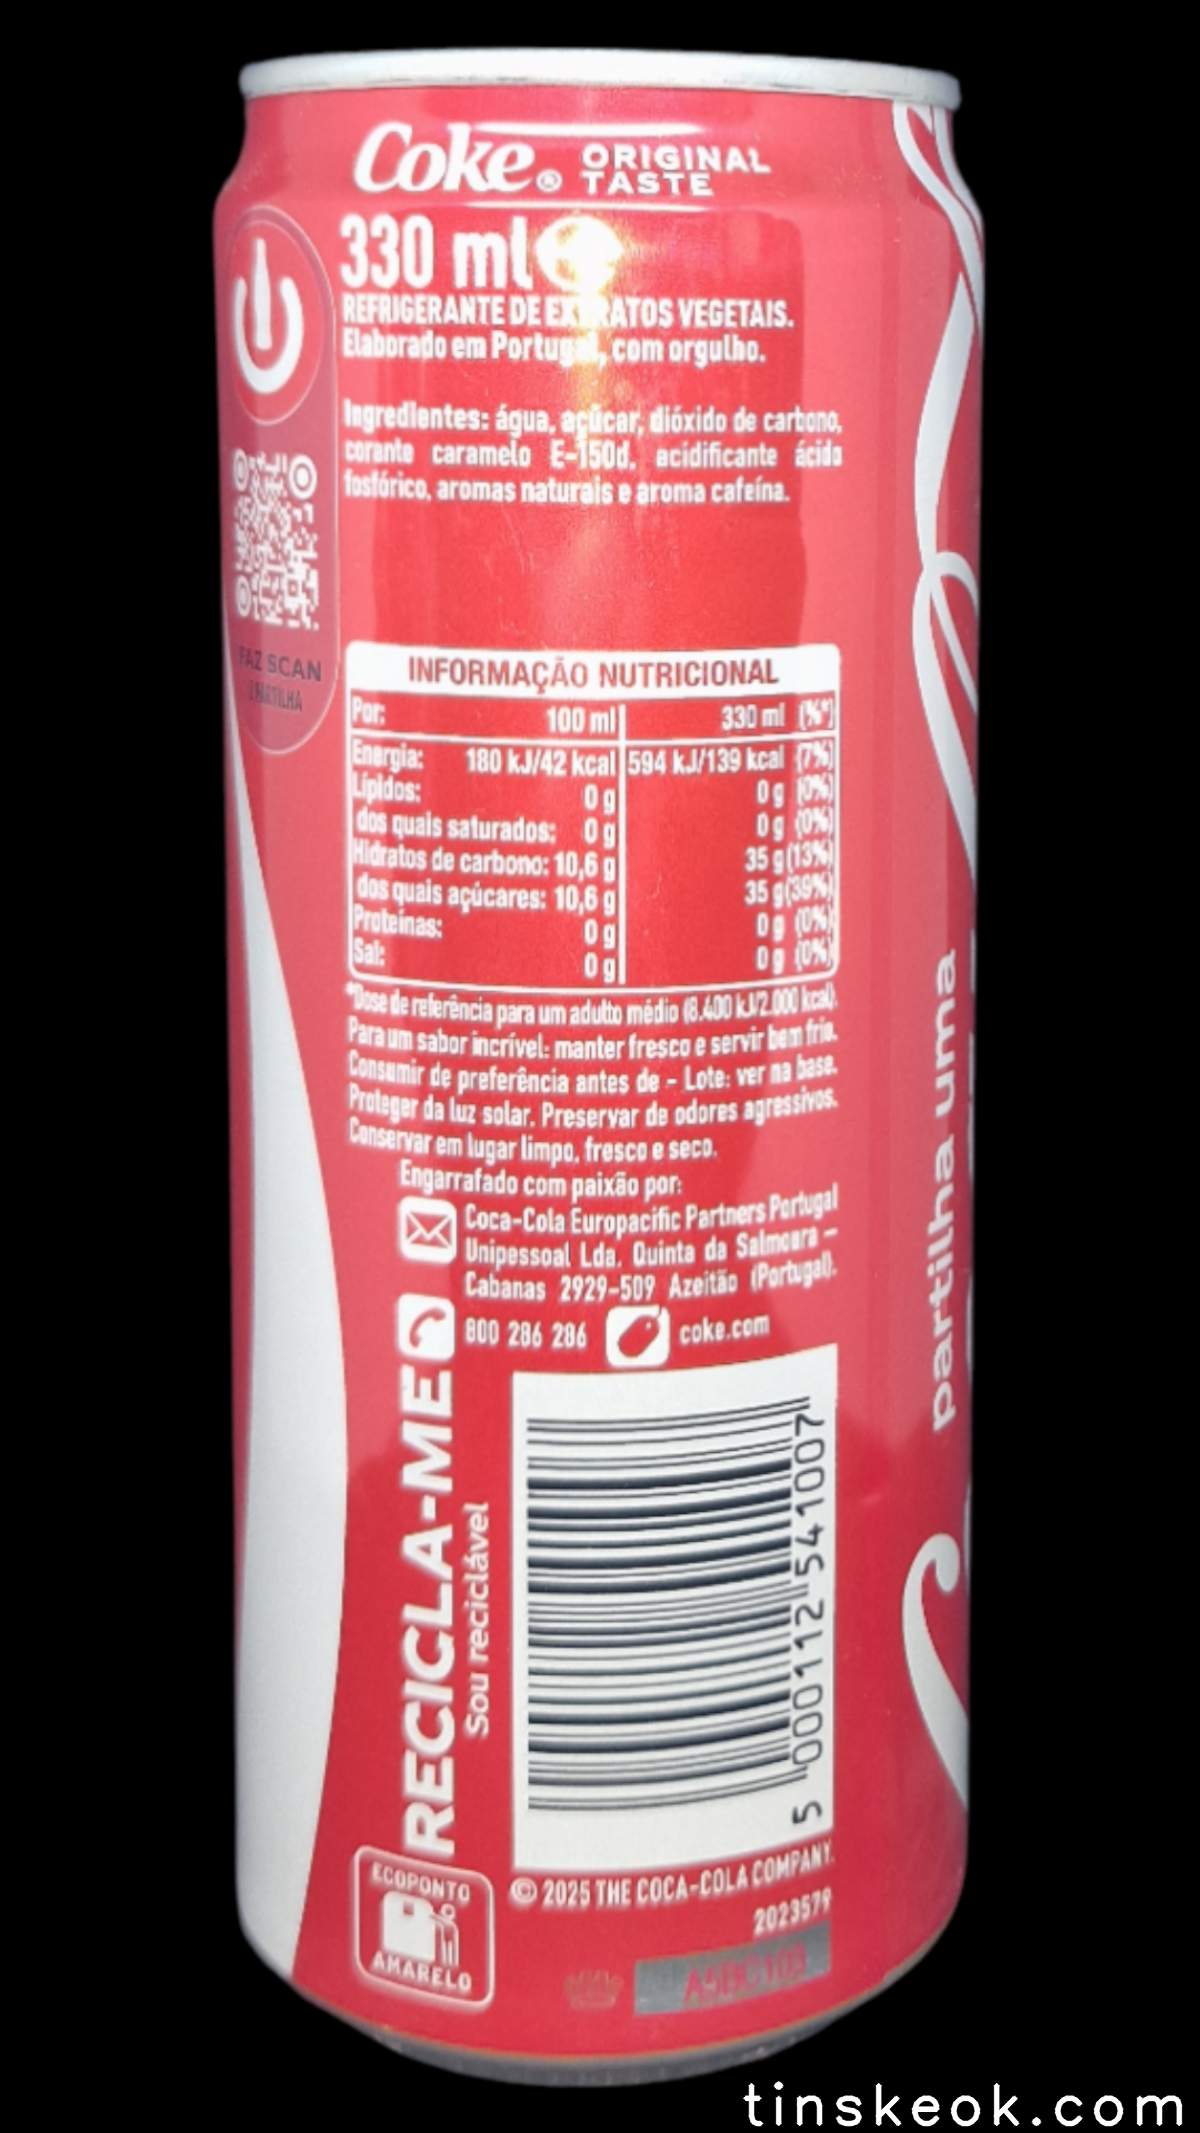 Coke® ORIGINAL
TASTE
330 ml
REFRIGERANTE DE EXTRATOS VEGETAIS.
Elaborado em Portugal, com orgulho.
Ingredientes: água, açúcar, dióxido de carbono,
corante caramelo E-150d, acidificante ácido
fosfórico, aromas naturais e aroma cafeína.
FAZ SCAN
E PARTILHA
INFORMAÇÃO NUTRICIONAL
Por: 100 ml 330 ml (%*)
Energia: 180 kJ/42 kcal 594 kJ/139 kcal (7%)
Lípidos: 0 g 0 g (0%)
dos quais saturados: 0 g 0 g (0%)
Hidratos de carbono: 10,6 g 35 g (13%)
dos quais açúcares: 10,6 g 35 g (39%)
Proteínas: 0 g 0 g (0%)
Sal: 0 g 0 g (0%)
*Dose de referência para um adulto médio (8.400 kJ/2.000 kcal).
Para um sabor incrível: manter fresco e servir bem frio.
Consumir de preferência antes de - Lote: ver na base.
Proteger da luz solar. Preservar de odores agressivos.
Conservar em lugar limpo, fresco e seco.
Engarrafado com paixão por:
Coca-Cola Europacific Partners Portugal
Unipessoal Lda. Quinta da Salmoura –
Cabanas 2929-509 Azeitão (Portugal).
800 286 286 coke.com
RECICLA-ME
Sou reciclável
5 000112 541007
partilha uma
ECOPONTO
AMARELO
© 2025 THE COCA-COLA COMPANY.
2023579
tinskeok.com